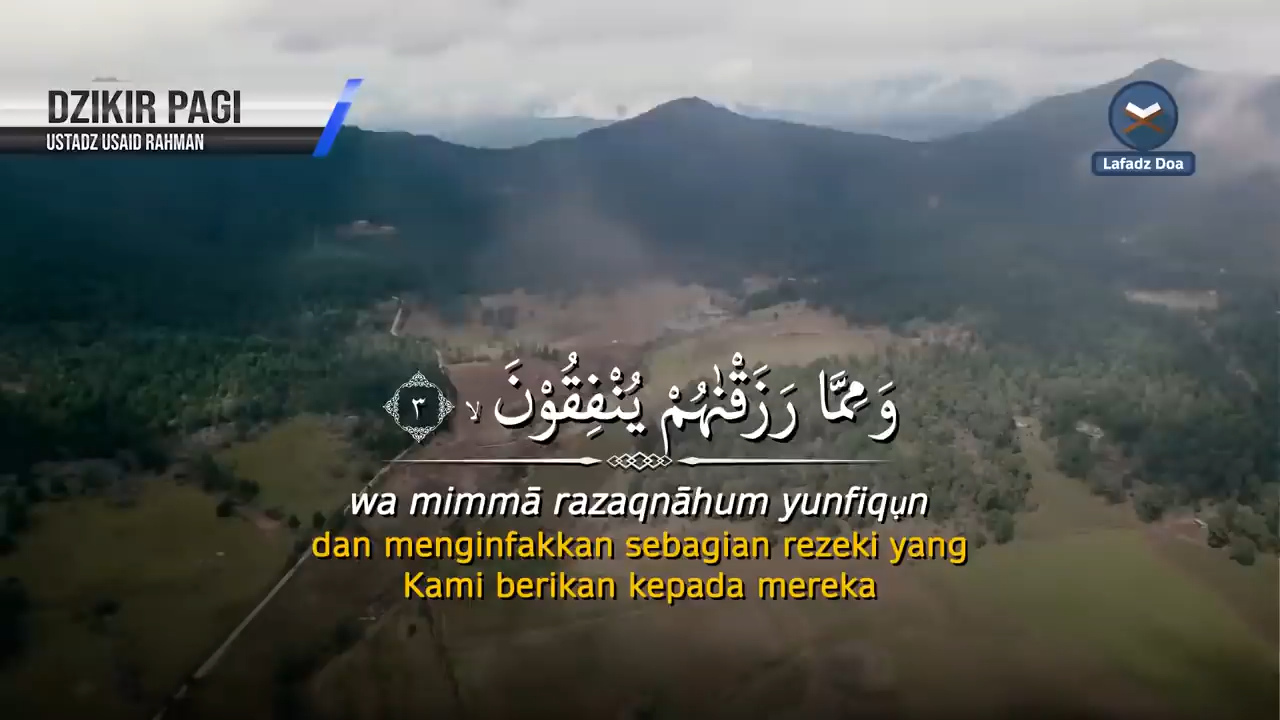 DZIKIR PAGI
USTADZ USAID RAHMAN
Lafadz Doa
وَمِمَّا رَزَقْنٰهُمْ يُنْفِقُوْنَ ۙ ٣
wa mimmā razaqnāhum yunfiqụn
dan menginfakkan sebagian rezeki yang
Kami berikan kepada mereka